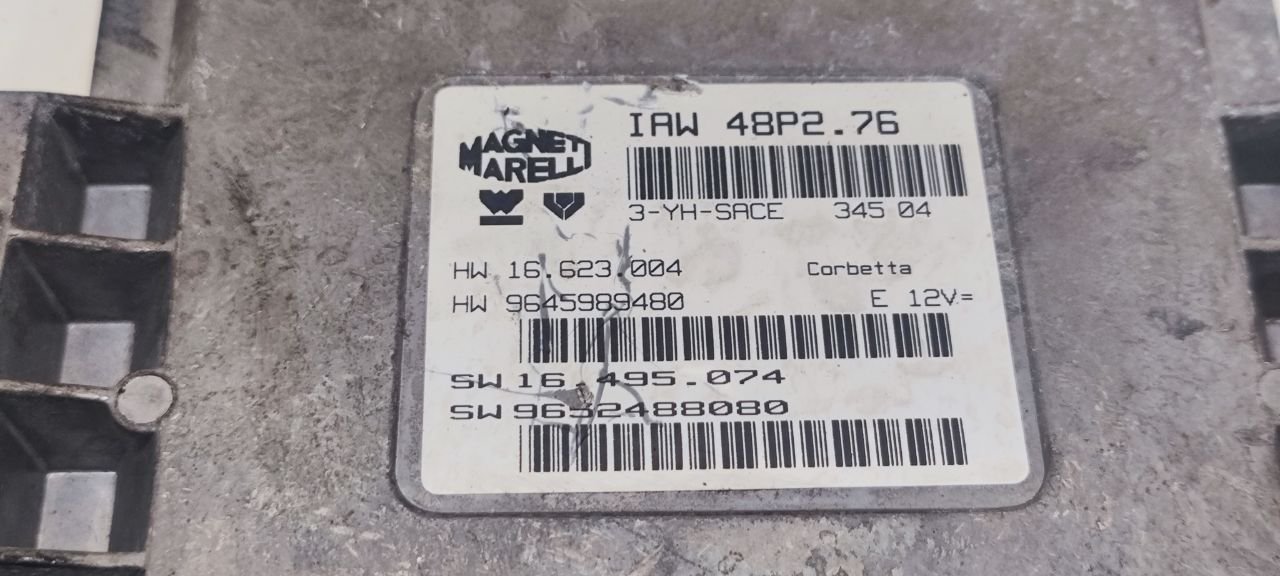 MAGNETI
MARELLI
IAW 48P2.76
3-YH-SACE 345 04
HW 16.623.004 Corbetta
HW 9645989480 E 12V=
SW 16.495.074
SW 9652488080